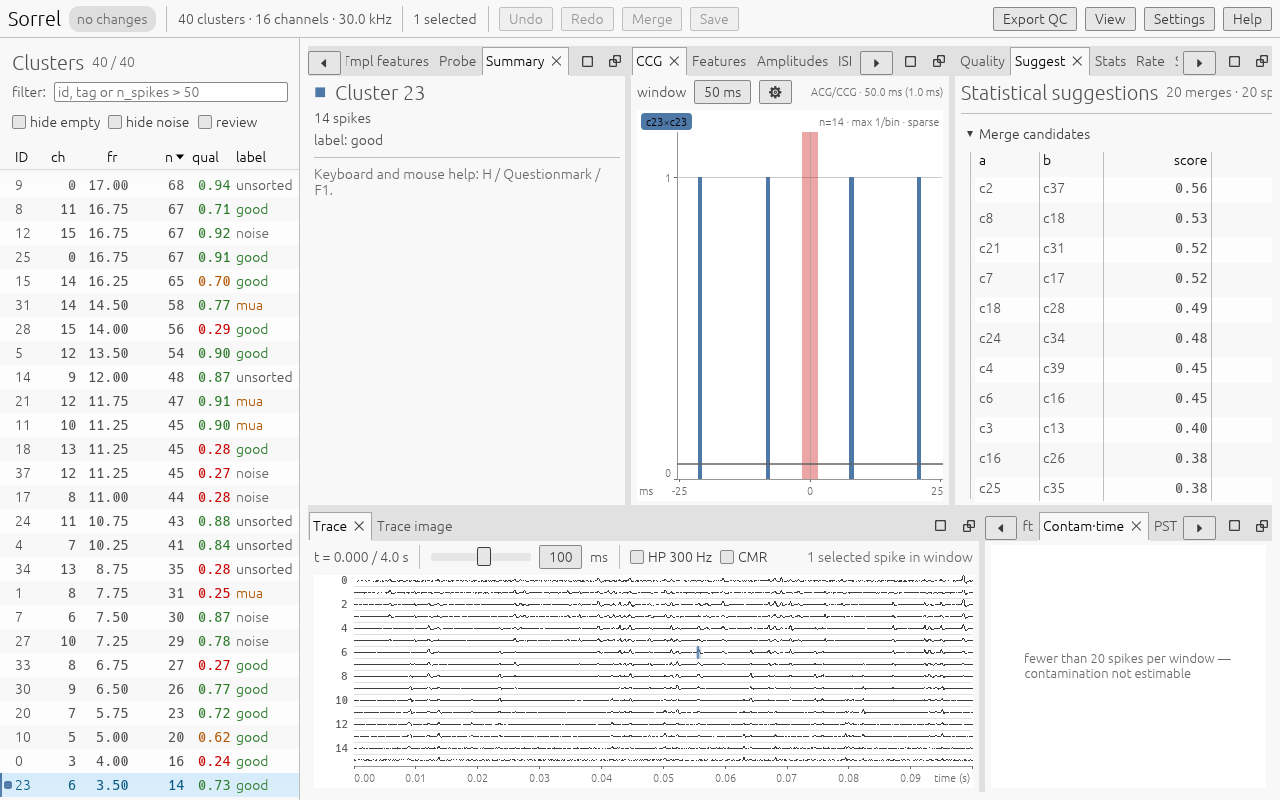 Sorrel no changes 40 clusters · 16 channels · 30.0 kHz 1 selected Undo Redo Merge Save Export QC View Settings Help
Clusters 40 / 40
filter: id, tag or n_spikes > 50
hide empty hide noise review
ID ch fr n qual label
9 0 17.00 68 0.94 unsorted
8 11 16.75 67 0.71 good
12 15 16.75 67 0.92 noise
25 0 16.75 67 0.91 good
15 14 16.25 65 0.70 good
31 14 14.50 58 0.77 mua
28 15 14.00 56 0.29 good
5 12 13.50 54 0.90 good
14 9 12.00 48 0.87 unsorted
21 12 11.75 47 0.91 mua
11 10 11.25 45 0.90 mua
18 13 11.25 45 0.28 good
37 12 11.25 45 0.27 noise
17 8 11.00 44 0.28 noise
24 11 10.75 43 0.88 unsorted
4 7 10.25 41 0.84 unsorted
34 13 8.75 35 0.28 unsorted
1 8 7.75 31 0.25 mua
7 6 7.50 30 0.87 noise
27 10 7.25 29 0.78 noise
33 8 6.75 27 0.27 good
30 9 6.50 26 0.77 good
20 7 5.75 23 0.72 good
10 5 5.00 20 0.62 good
0 3 4.00 16 0.24 good
23 6 3.50 14 0.73 good
Tmpl features Probe Summary
Cluster 23
14 spikes
label: good
Keyboard and mouse help: H / Questionmark /
F1.
CCG Features Amplitudes ISI
window 50 ms ACG/CCG · 50.0 ms (1.0 ms)
c23×c23 n=14 · max 1/bin · sparse
1
0
ms -25 0 25
Quality Suggest Stats Rate
Statistical suggestions 20 merges · 20 sp
Merge candidates
a b score
c2 c37 0.56
c8 c18 0.53
c21 c31 0.52
c7 c17 0.52
c18 c28 0.49
c24 c34 0.48
c4 c39 0.45
c6 c16 0.45
c3 c13 0.40
c16 c26 0.38
c25 c35 0.38
Trace Trace image
t = 0.000 / 4.0 s 100 ms HP 300 Hz CMR 1 selected spike in window
0
2
4
6
8
10
12
14
0.00 0.01 0.02 0.03 0.04 0.05 0.06 0.07 0.08 0.09 time (s)
ft Contam·time PST
fewer than 20 spikes per window —
contamination not estimable